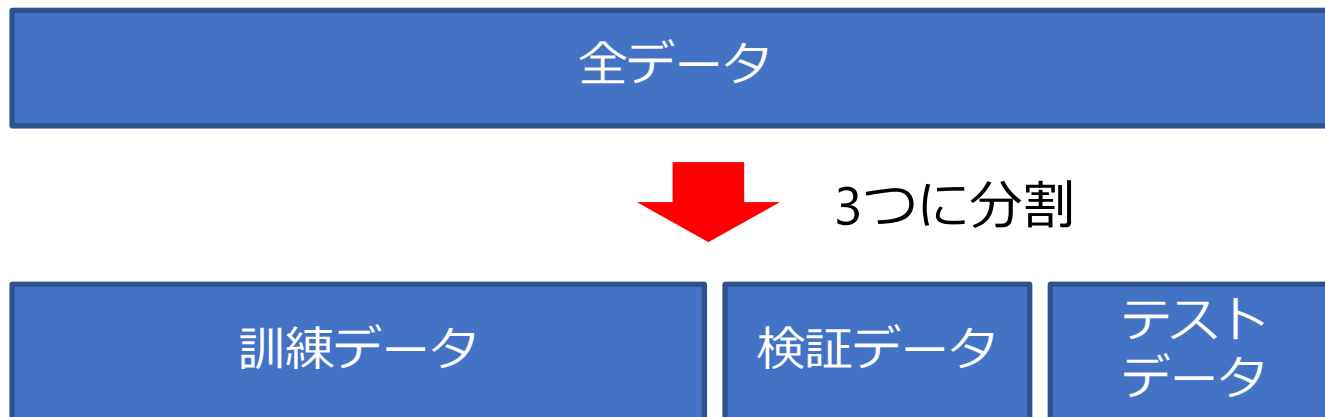 全データ
3つに分割
訓練データ
検証データ
テスト
データ